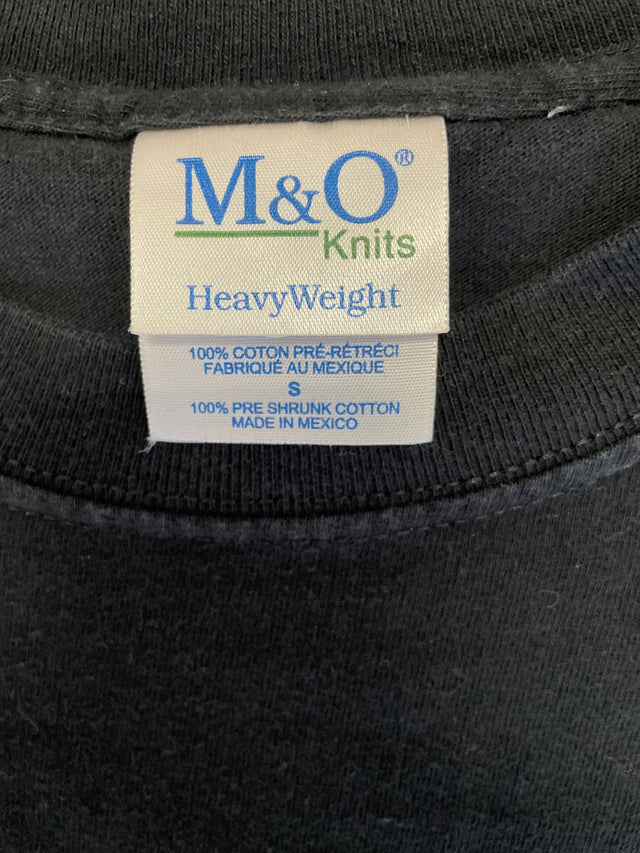 M&O®
Knits
HeavyWeight
100% COTON PRÉ-RÉTRÉCI
FABRIQUÉ AU MEXIQUE
S
100% PRE SHRUNK COTTON
MADE IN MEXICO